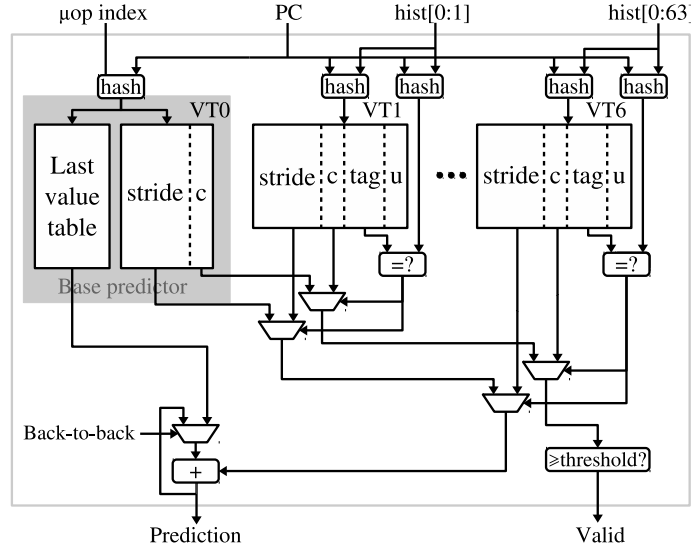 μop index PC hist[0:1] hist[0:63]
hash hash hash hash hash
VT0 VT1 VT6
Last value table
stride c
stride c tag u
•••
stride c tag u
=? =?
Base predictor
Back-to-back
+
≥threshold?
Prediction Valid